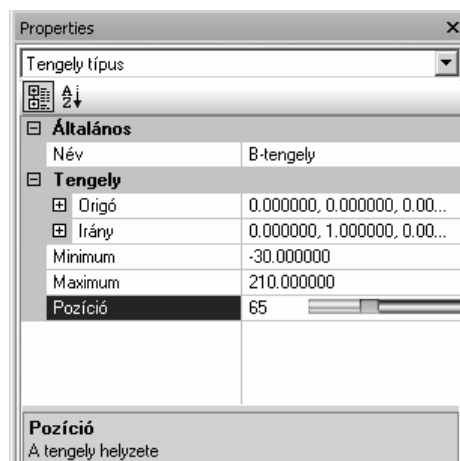 Properties
Tengely típus
Általános
Név B-tengely
Tengely
Origó 0.000000, 0.000000, 0.00...
Irány 0.000000, 1.000000, 0.00...
Minimum -30.000000
Maximum 210.000000
Pozíció 65
Pozíció
A tengely helyzete